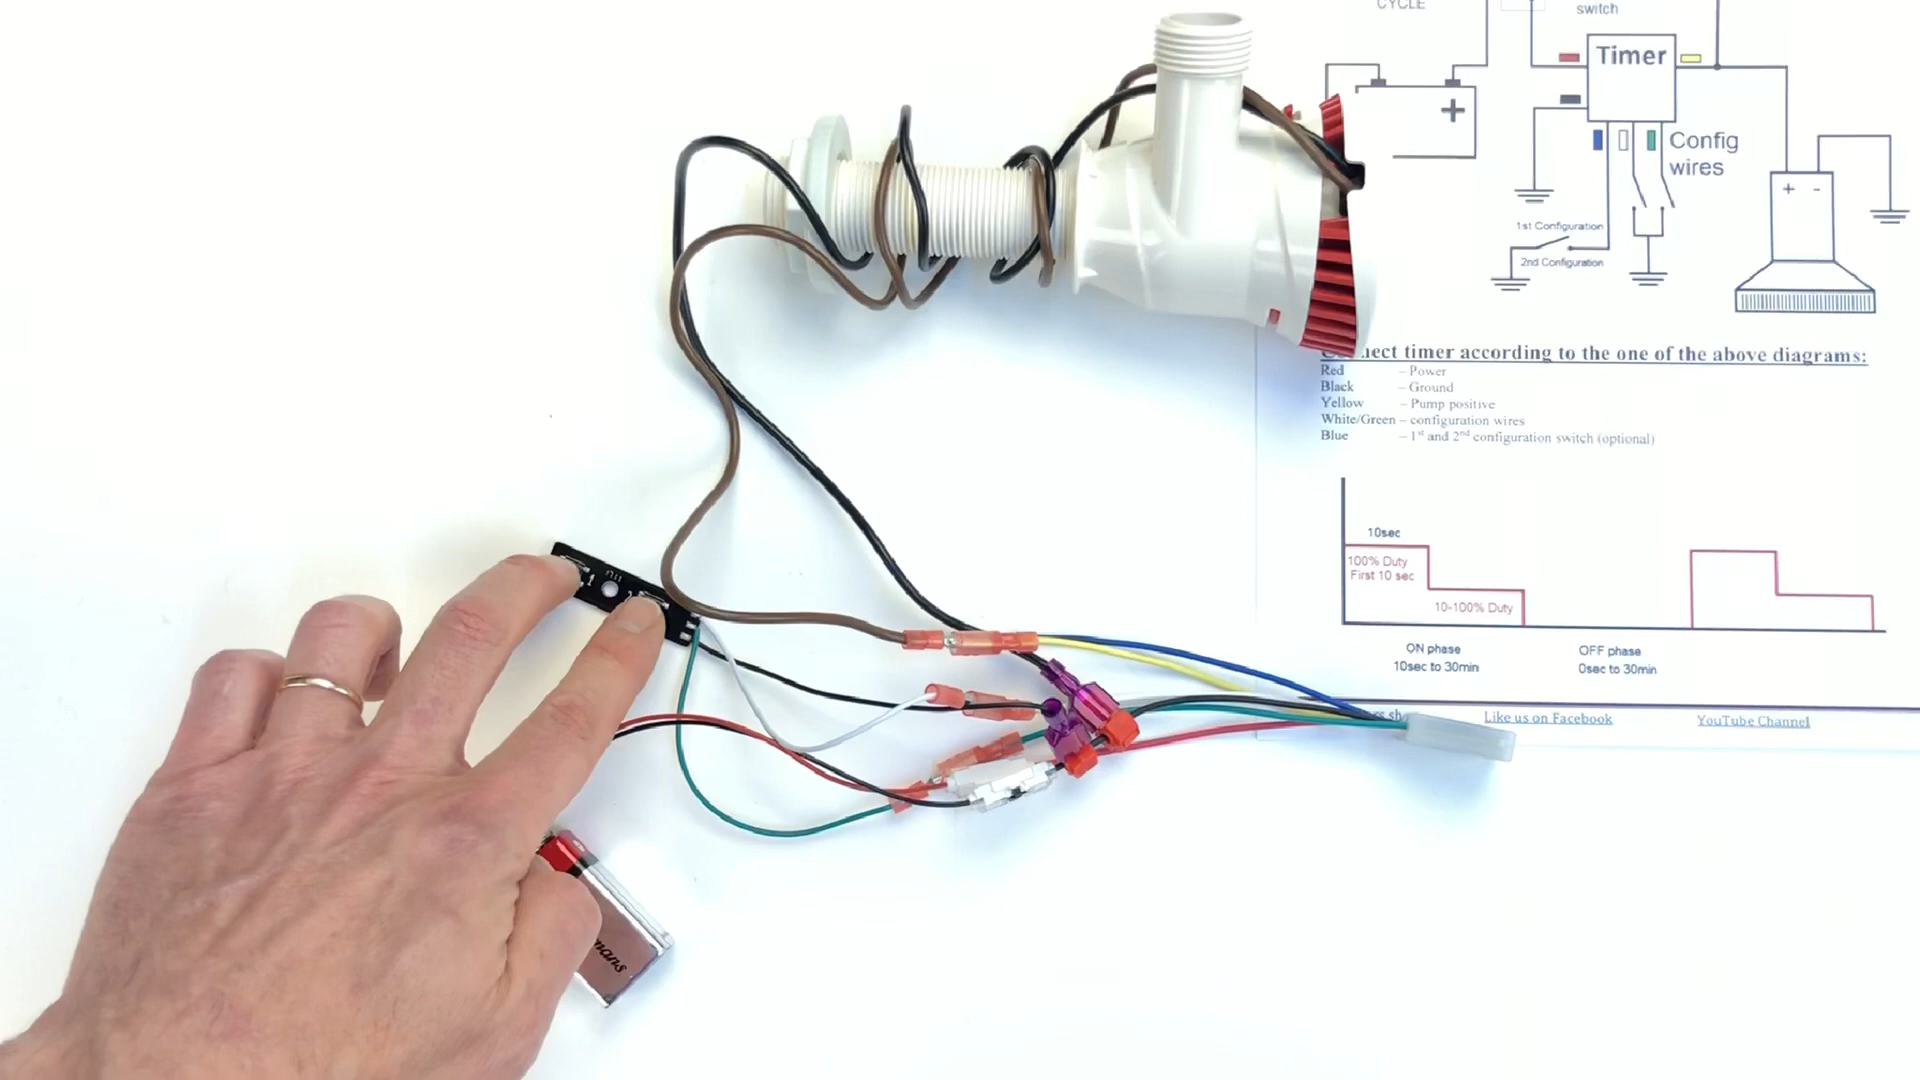 CYCLE
switch
Timer
+
Config
wires
+ -
1st Configuration
2nd Configuration
nect timer according to the one of the above diagrams:
Red – Power
Black – Ground
Yellow – Pump positive
White/Green – configuration wires
Blue – 1st and 2nd configuration switch (optional)
10sec
100% Duty
First 10 sec
10-100% Duty
ON phase
10sec to 30min
OFF phase
0sec to 30min
Like us on Facebook
YouTube Channel
1
mans